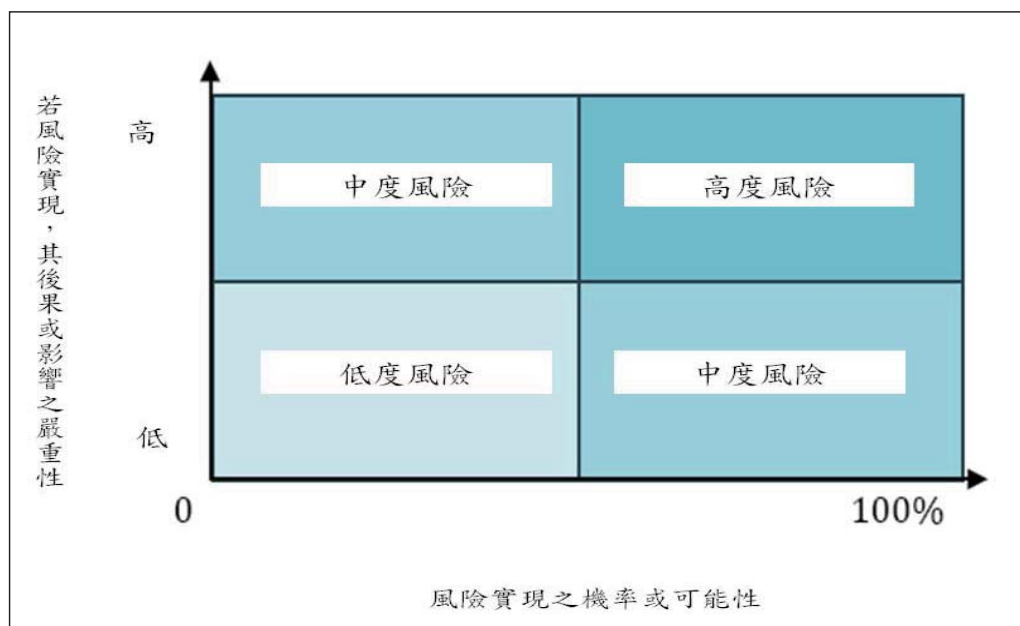 若風險實現，其後果或影響之嚴重性
高
中度風險
高度風險
低度風險
中度風險
低
0
100%
風險實現之機率或可能性